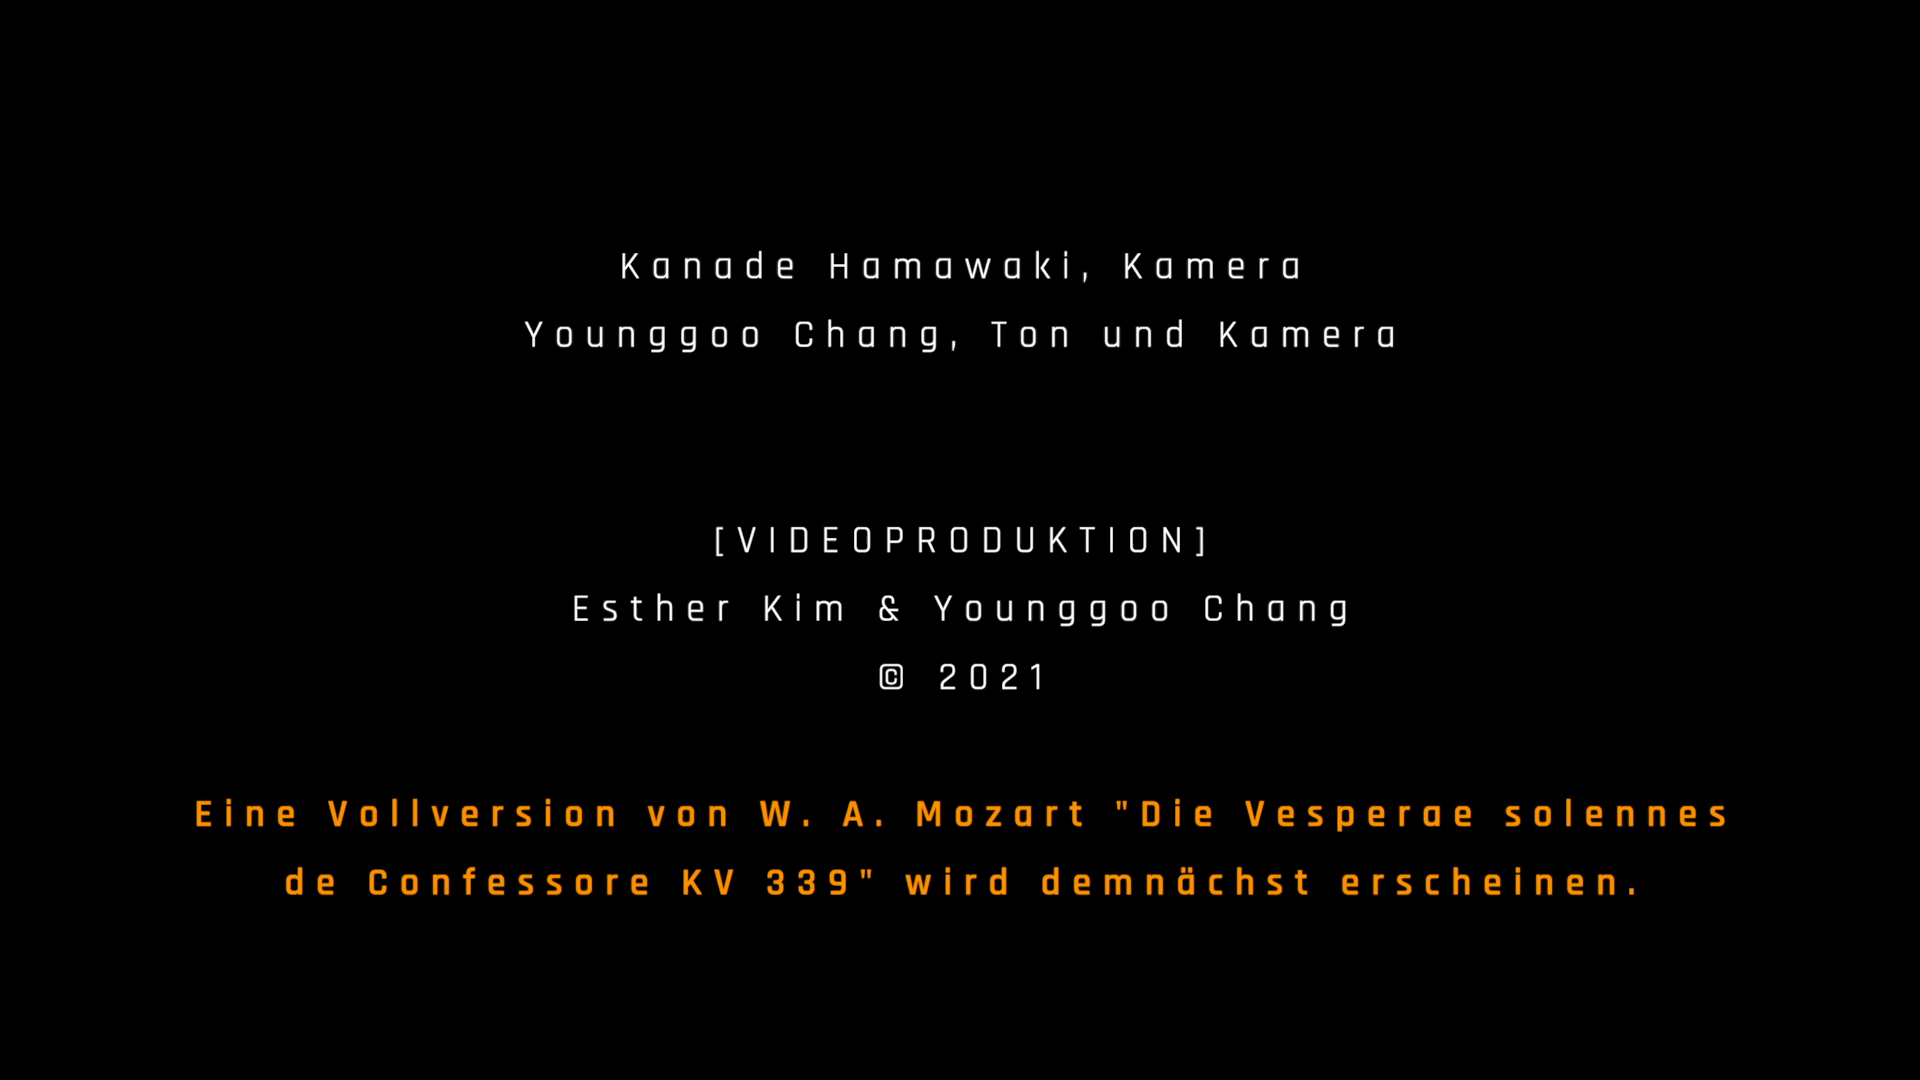 Kanade Hamawaki, Kamera
Younggoo Chang, Ton und Kamera
[VIDEOPRODUKTION]
Esther Kim & Younggoo Chang
© 2021
Eine Vollversion von W. A. Mozart "Die Vesperae solennes
de Confessore KV 339" wird demnächst erscheinen.